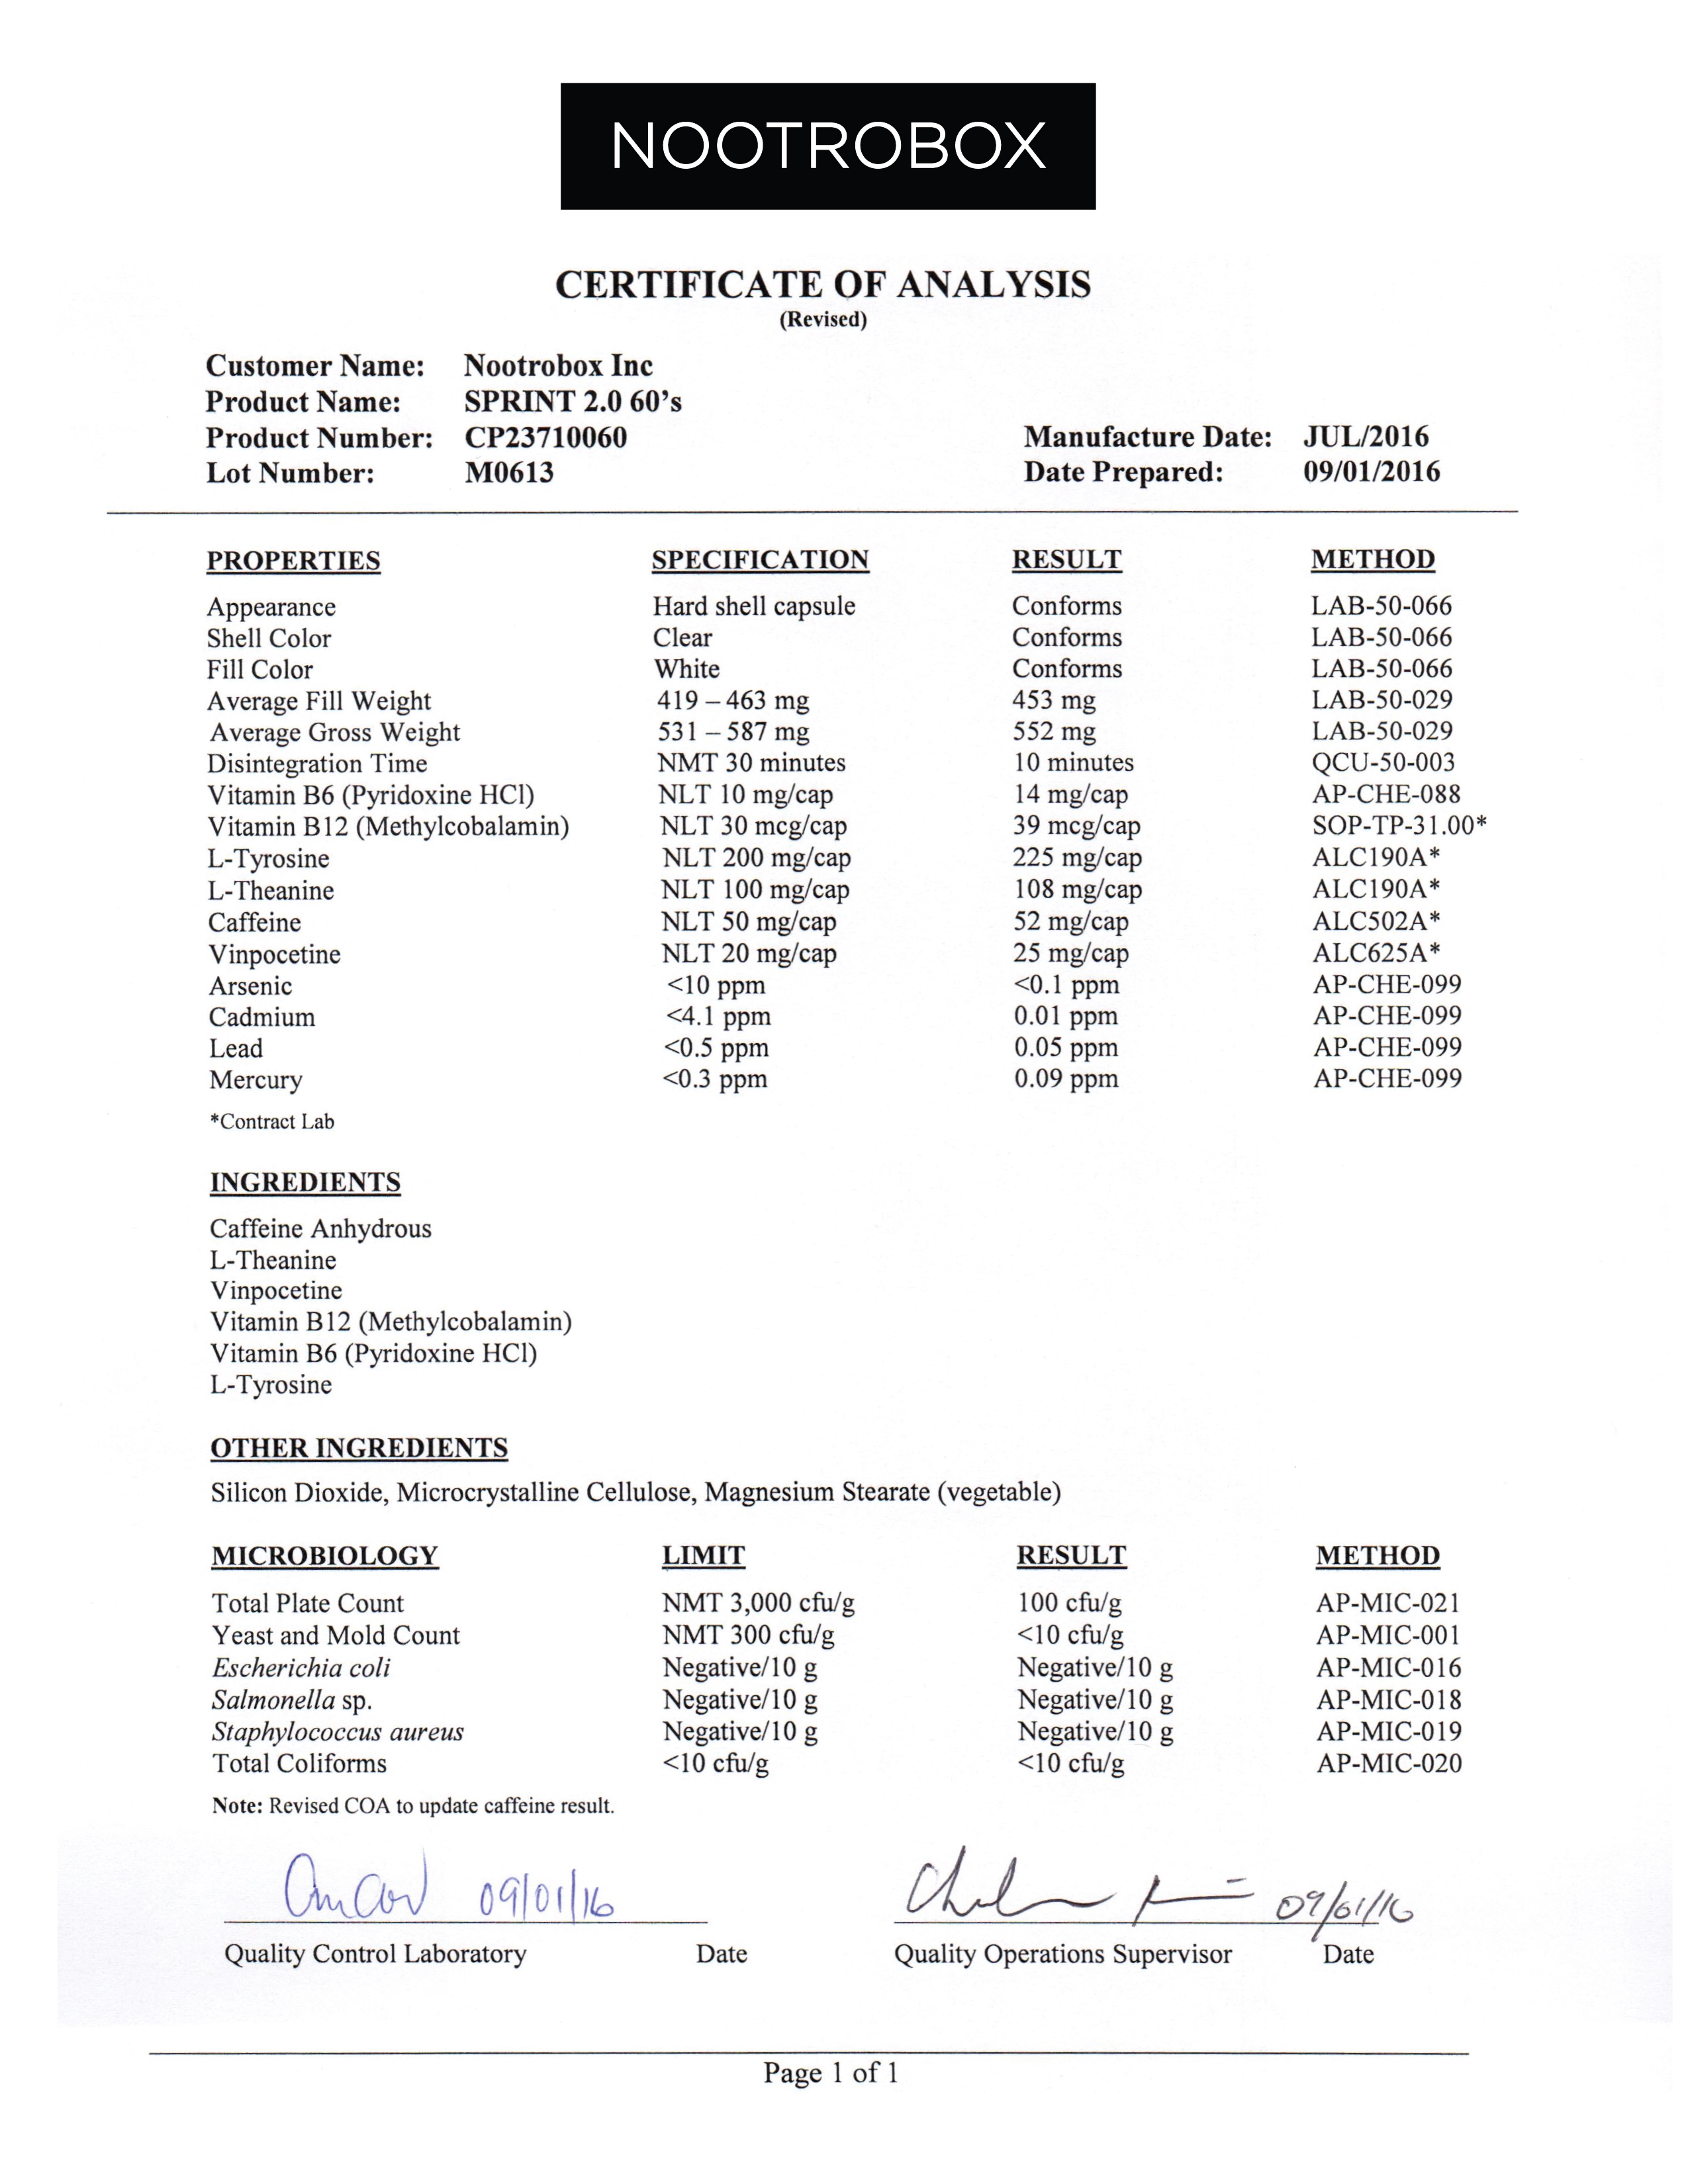 NOOTROBOX
CERTIFICATE OF ANALYSIS
(Revised)
Customer Name: Nootrobox Inc
Product Name: SPRINT 2.0 60's
Product Number: CP23710060 Manufacture Date: JUL/2016
Lot Number: M0613 Date Prepared: 09/01/2016
PROPERTIES SPECIFICATION RESULT METHOD
Appearance Hard shell capsule Conforms LAB-50-066
Shell Color Clear Conforms LAB-50-066
Fill Color White Conforms LAB-50-066
Average Fill Weight 419 – 463 mg 453 mg LAB-50-029
Average Gross Weight 531 – 587 mg 552 mg LAB-50-029
Disintegration Time NMT 30 minutes 10 minutes QCU-50-003
Vitamin B6 (Pyridoxine HCl) NLT 10 mg/cap 14 mg/cap AP-CHE-088
Vitamin B12 (Methylcobalamin) NLT 30 mcg/cap 39 mcg/cap SOP-TP-31.00*
L-Tyrosine NLT 200 mg/cap 225 mg/cap ALC190A*
L-Theanine NLT 100 mg/cap 108 mg/cap ALC190A*
Caffeine NLT 50 mg/cap 52 mg/cap ALC502A*
Vinpocetine NLT 20 mg/cap 25 mg/cap ALC625A*
Arsenic <10 ppm <0.1 ppm AP-CHE-099
Cadmium <4.1 ppm 0.01 ppm AP-CHE-099
Lead <0.5 ppm 0.05 ppm AP-CHE-099
Mercury <0.3 ppm 0.09 ppm AP-CHE-099
*Contract Lab
INGREDIENTS
Caffeine Anhydrous
L-Theanine
Vinpocetine
Vitamin B12 (Methylcobalamin)
Vitamin B6 (Pyridoxine HCl)
L-Tyrosine
OTHER INGREDIENTS
Silicon Dioxide, Microcrystalline Cellulose, Magnesium Stearate (vegetable)
MICROBIOLOGY LIMIT RESULT METHOD
Total Plate Count NMT 3,000 cfu/g 100 cfu/g AP-MIC-021
Yeast and Mold Count NMT 300 cfu/g <10 cfu/g AP-MIC-001
Escherichia coli Negative/10 g Negative/10 g AP-MIC-016
Salmonella sp. Negative/10 g Negative/10 g AP-MIC-018
Staphylococcus aureus Negative/10 g Negative/10 g AP-MIC-019
Total Coliforms <10 cfu/g <10 cfu/g AP-MIC-020
Note: Revised COA to update caffeine result.
09/01/16 09/01/16
Quality Control Laboratory Date Quality Operations Supervisor Date
Page 1 of 1